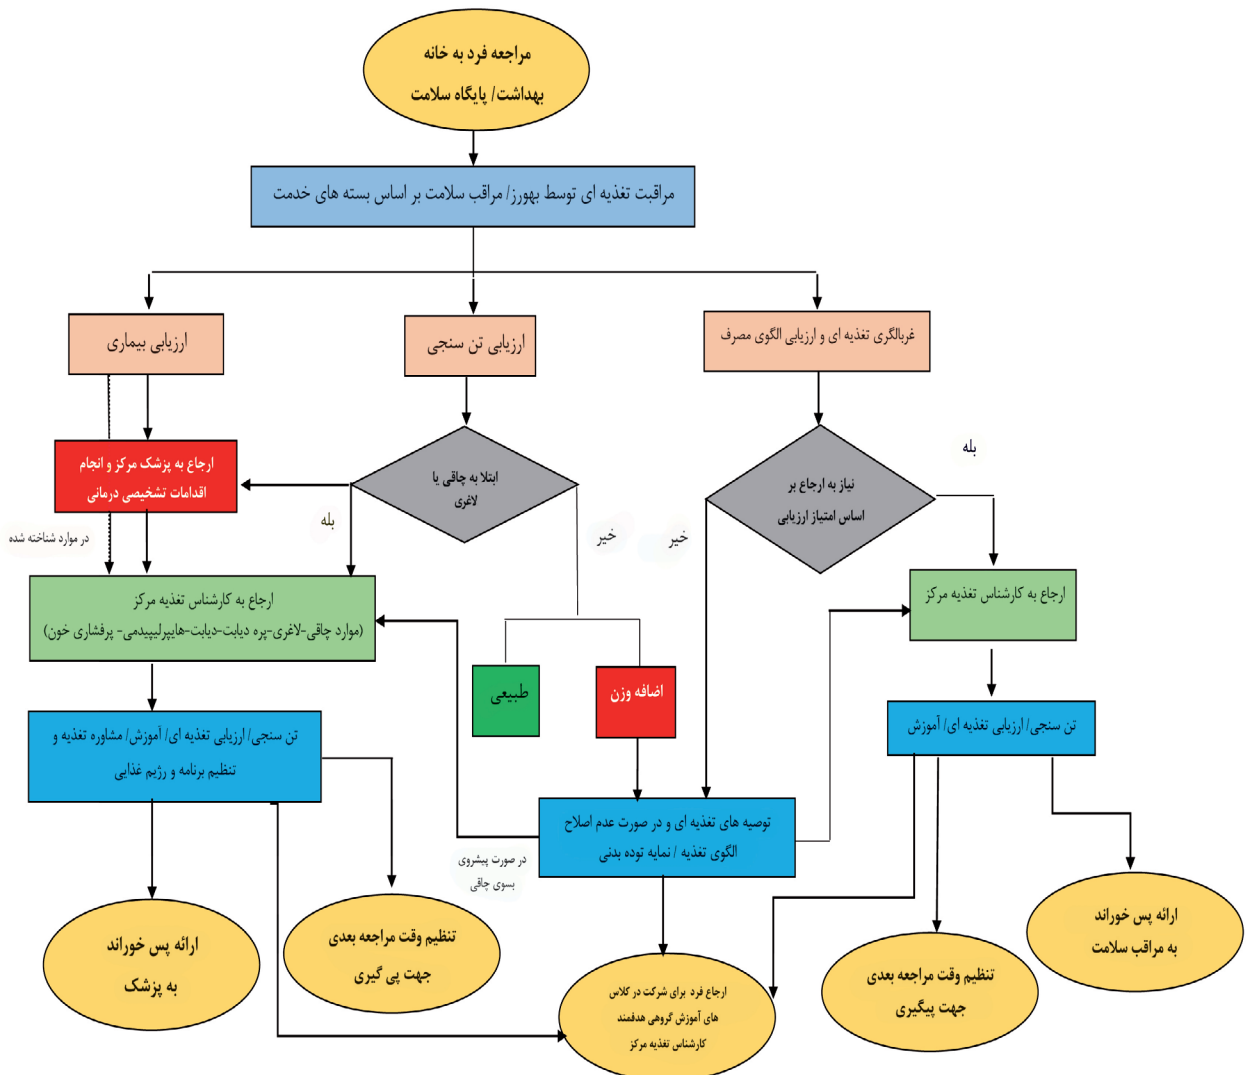 مراجعه فرد به خانه
بهداشت/ پایگاه سلامت
مراقبت تغذیه ای توسط بهورز/ مراقب سلامت بر اساس بسته های خدمت
غربالگری تغذیه ای و ارزیابی الگوی مصرف
ارزیابی تن سنجی
ارزیابی بیماری
نیاز به ارجاع بر
اساس امتیاز ارزیابی
بله
خیر
ابتلا به چاقی یا
لاغری
خیر
بله
ارجاع به پزشک مرکز و انجام
اقدامات تشخیصی درمانی
در موارد شناخته شده
ارجاع به کارشناس تغذیه مرکز
ارجاع به کارشناس تغذیه مرکز
(موارد چاقی-لاغری-پره دیابت-دیابت-هایپرلیپیدمی- پرفشاری خون)
اضافه وزن
طبیعی
تن سنجی/ ارزیابی تغذیه ای/ آموزش
تن سنجی/ ارزیابی تغذیه ای/ آموزش/ مشاوره تغذیه و
تنظیم برنامه و رژیم غذایی
توصیه های تغذیه ای و در صورت عدم اصلاح
الگوی تغذیه / نمایه توده بدنی
در صورت پیشروی
بسوی چاقی
ارائه پس خوراند
به مراقب سلامت
تنظیم وقت مراجعه بعدی
جهت پیگیری
ارجاع فرد برای شرکت در کلاس
های آموزش گروهی هدفمند
کارشناس تغذیه مرکز
تنظیم وقت مراجعه بعدی
جهت پی گیری
ارائه پس خوراند
به پزشک